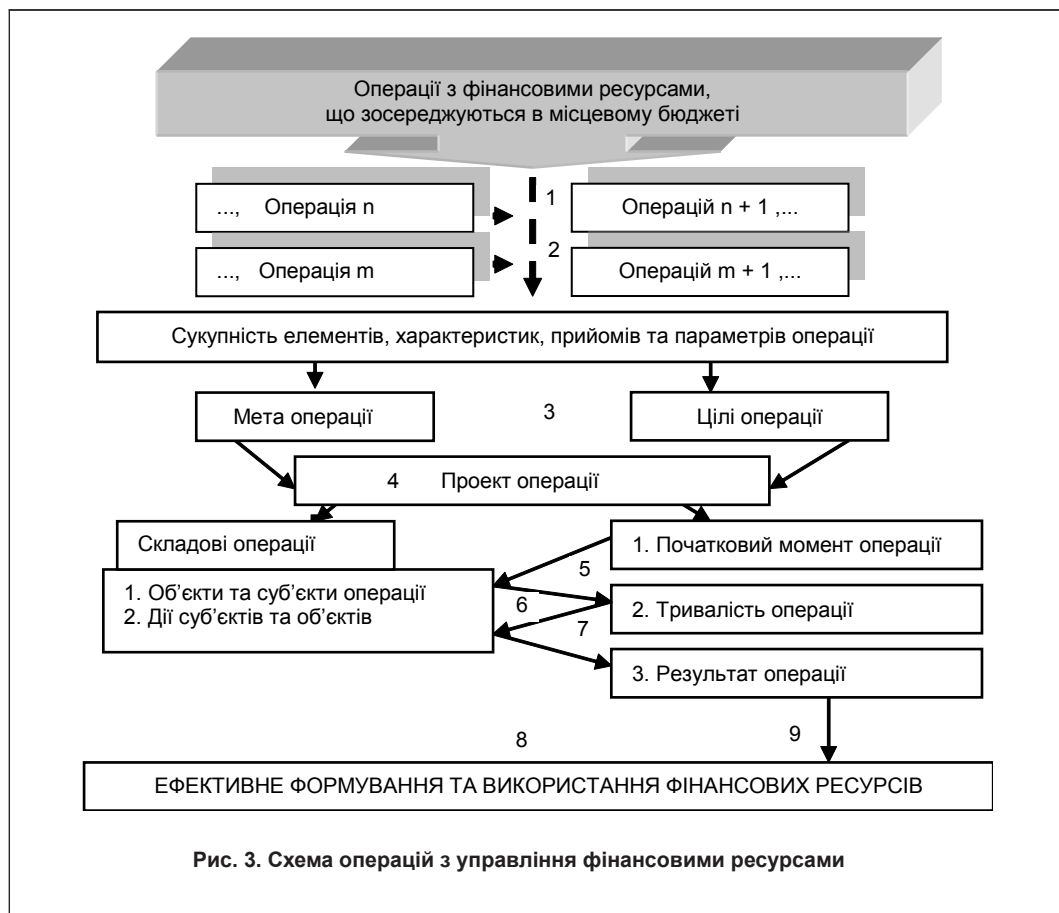 Операції з фінансовими ресурсами,
що зосереджуються в місцевому бюджеті
..., Операція n
1
Операцій n + 1 ,...
..., Операція m
2
Операцій m + 1 ,...
Сукупність елементів, характеристик, прийомів та параметрів операції
Мета операції
3
Цілі операції
4 Проект операції
Складові операції
1. Об’єкти та суб’єкти операції
2. Дії суб’єктів та об’єктів
1. Початковий момент операції
5
6
2. Тривалість операції
7
3. Результат операції
8
9
ЕФЕКТИВНЕ ФОРМУВАННЯ ТА ВИКОРИСТАННЯ ФІНАНСОВИХ РЕСУРСІВ
Рис. 3. Схема операцій з управління фінансовими ресурсами